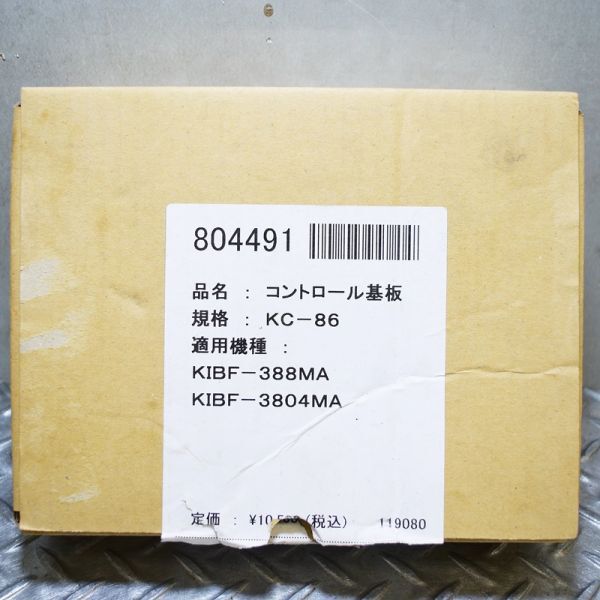 804491
品名 : コントロール基板
規格 : KC-86
適用機種 :
KIBF-388MA
KIBF-3804MA
定価 : (税込) 119080